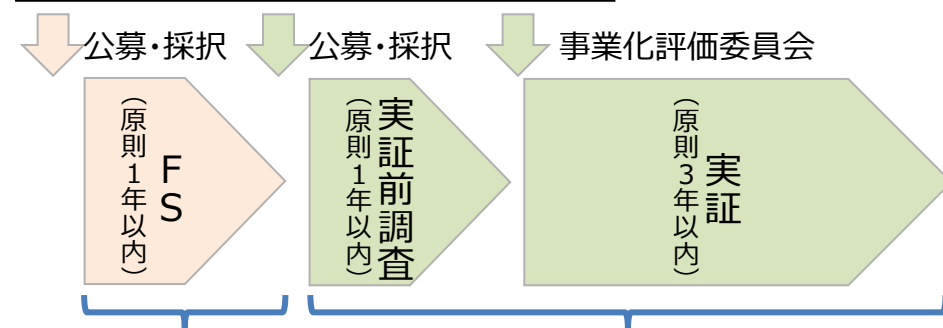 公募・採択
公募・採択
事業化評価委員会
FS
（原則１年以内）
実証前調査
（原則１年以内）
実証
（原則３年以内）